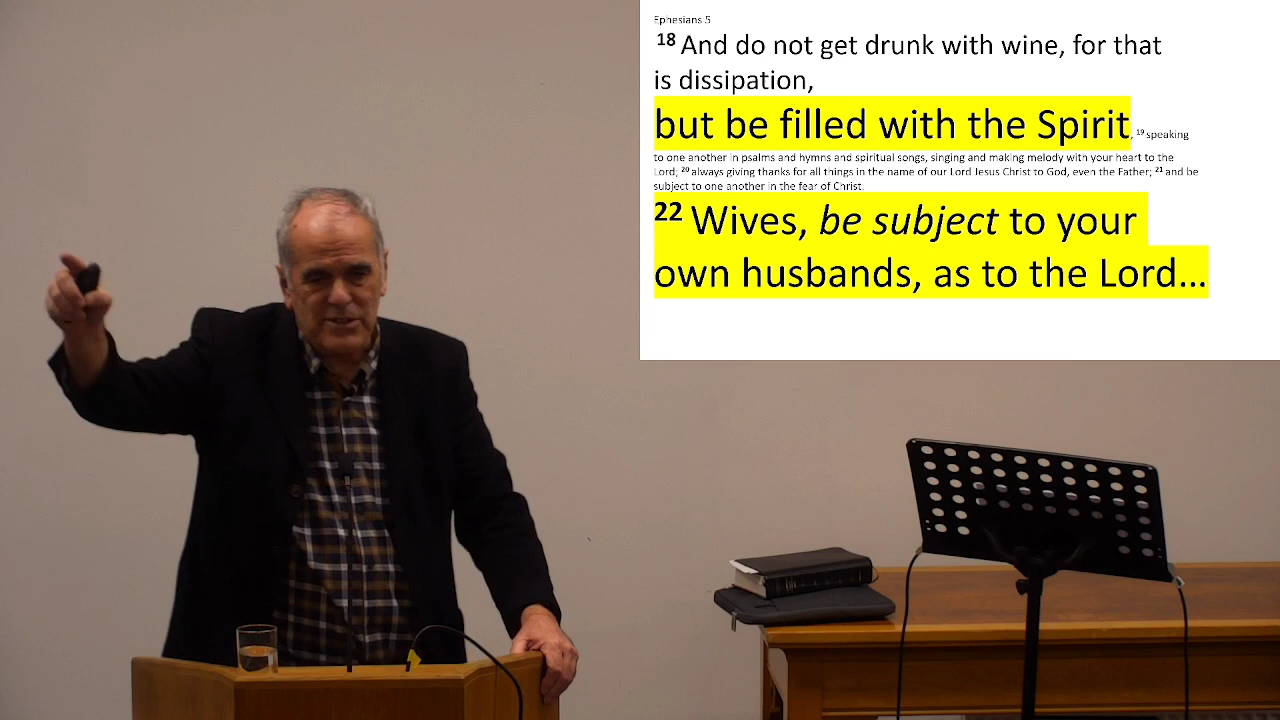 Ephesians 5
18 And do not get drunk with wine, for that
is dissipation,
but be filled with the Spirit, 19 speaking
to one another in psalms and hymns and spiritual songs, singing and making melody with your heart to the
Lord; 20 always giving thanks for all things in the name of our Lord Jesus Christ to God, even the Father; 21 and be
subject to one another in the fear of Christ.
22 Wives, be subject to your
own husbands, as to the Lord...